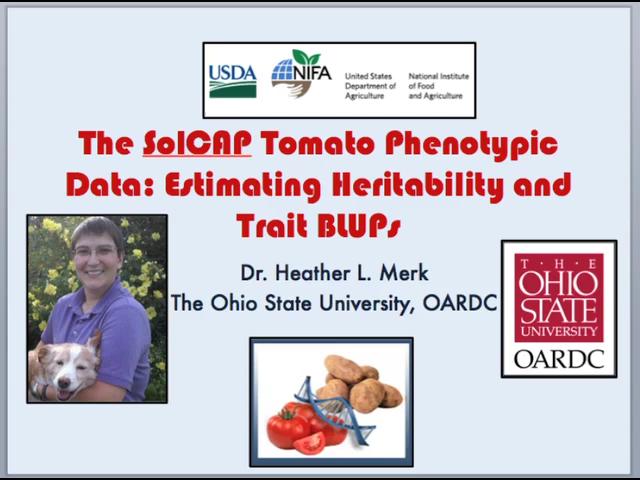 USDA
NIFA
United States
Department of
Agriculture
National Institute
of Food
and Agriculture
The SolCAP Tomato Phenotypic
Data: Estimating Heritability and
Trait BLUPs
Dr. Heather L. Merk
The Ohio State University, OARDC
T · H · E
OHIO
STATE
UNIVERSITY
OARDC